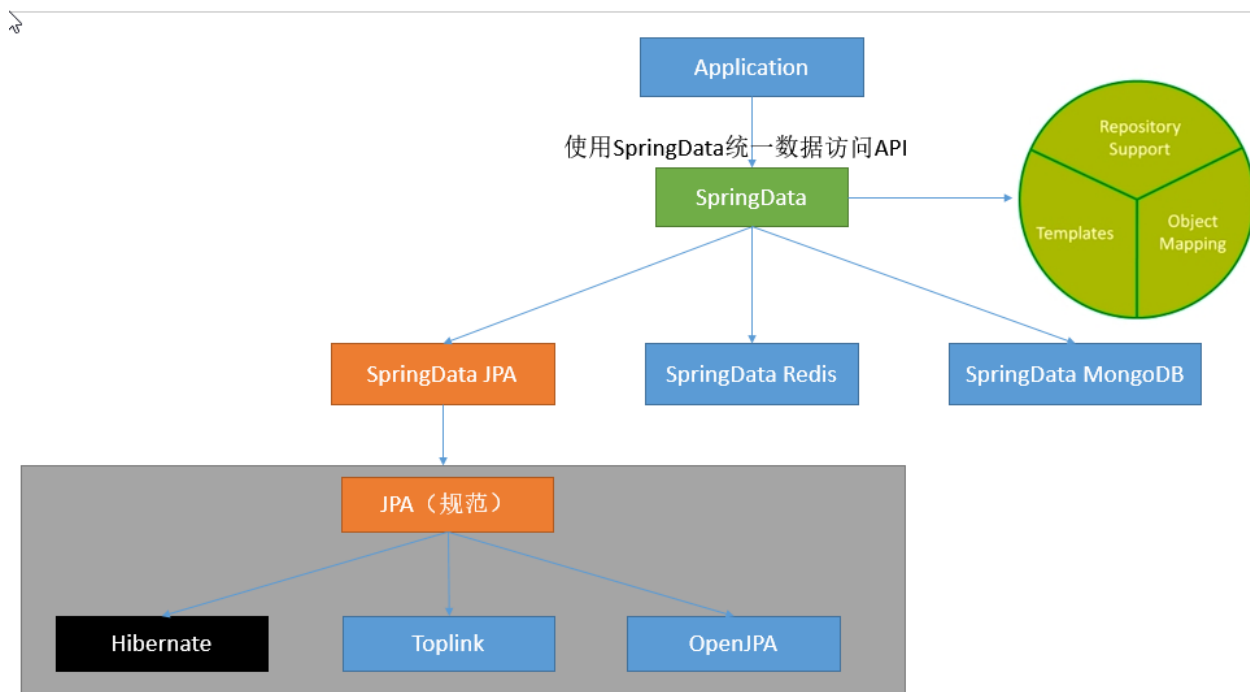 Application
使用SpringData统一数据访问API
SpringData
Repository
Support
Templates
Object
Mapping
SpringData JPA
SpringData Redis
SpringData MongoDB
JPA（规范）
Hibernate
Toplink
OpenJPA